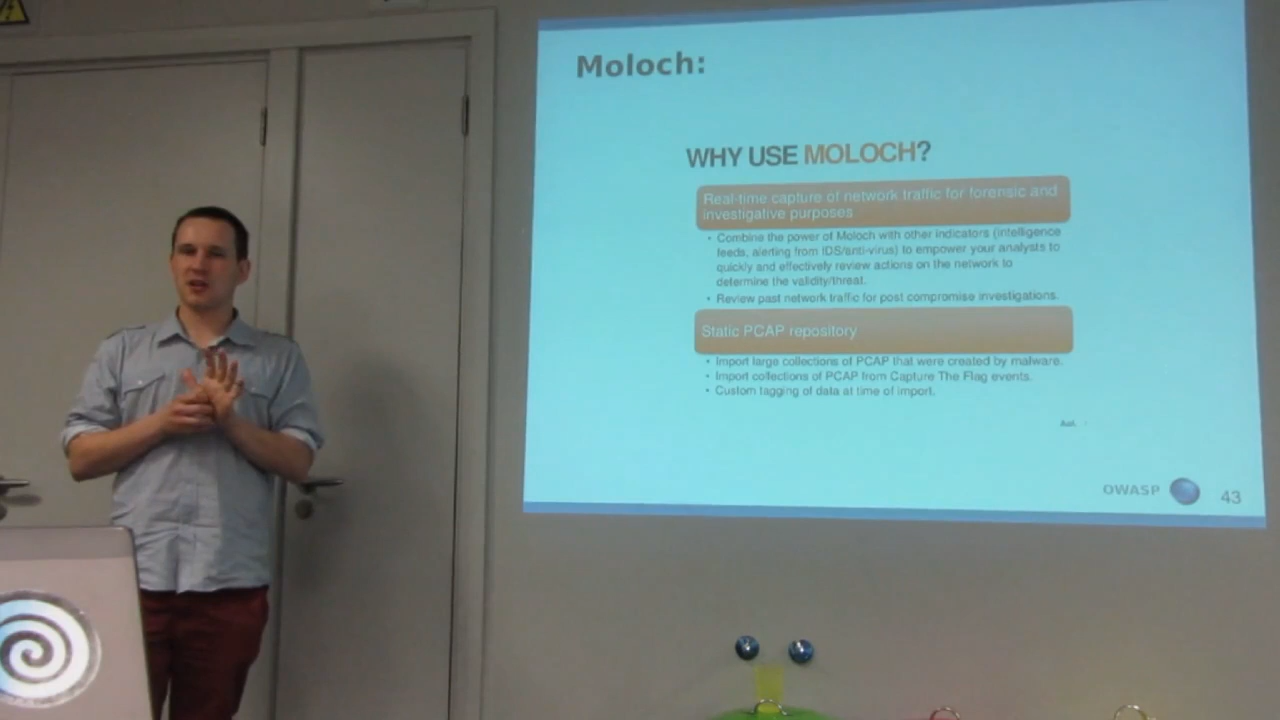 Moloch:
WHY USE MOLOCH?
Real-time capture of network traffic for forensic and
investigative purposes
• Combine the power of Moloch with other indicators (intelligence
feeds, alerting from IDS/anti-virus) to empower your analysts to
quickly and effectively review actions on the network to
determine the validity/threat.
• Review past network traffic for post compromise investigations.
Static PCAP repository
• Import large collections of PCAP that were created by malware.
• Import collections of PCAP from Capture The Flag events.
• Custom tagging of data at time of import.
Aol.
OWASP
43